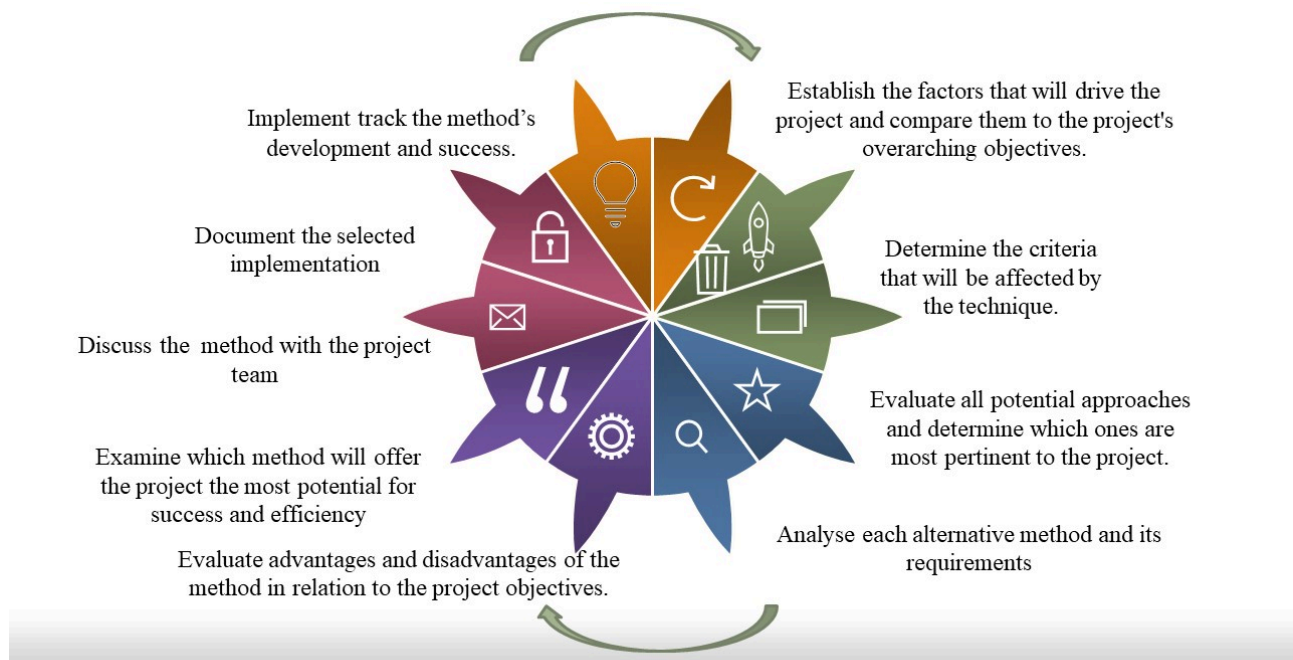 Establish the factors that will drive the
project and compare them to the project's
overarching objectives.
Determine the criteria
that will be affected by
the technique.
Evaluate all potential approaches
and determine which ones are
most pertinent to the project.
Analyse each alternative method and its
requirements
Evaluate advantages and disadvantages of the
method in relation to the project objectives.
Examine which method will offer
the project the most potential for
success and efficiency
Discuss the method with the project
team
Document the selected
implementation
Implement track the method’s
development and success.